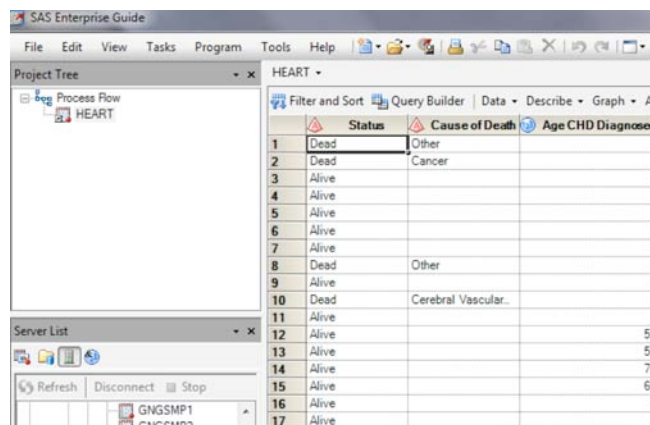 SAS Enterprise Guide
File Edit View Tasks Program Tools Help
Project Tree
HEART
Process Flow
HEART
Filter and Sort Query Builder Data Describe Graph
Status Cause of Death Age CHD Diagnose
1 Dead Other
2 Dead Cancer
3 Alive
4 Alive
5 Alive
6 Alive
7 Alive
8 Dead Other
9 Alive
10 Dead Cerebral Vascular...
11 Alive
12 Alive 5
13 Alive 5
14 Alive 7
15 Alive 6
16 Alive
17 Alive
Server List
Refresh Disconnect Stop
GNGSMP1